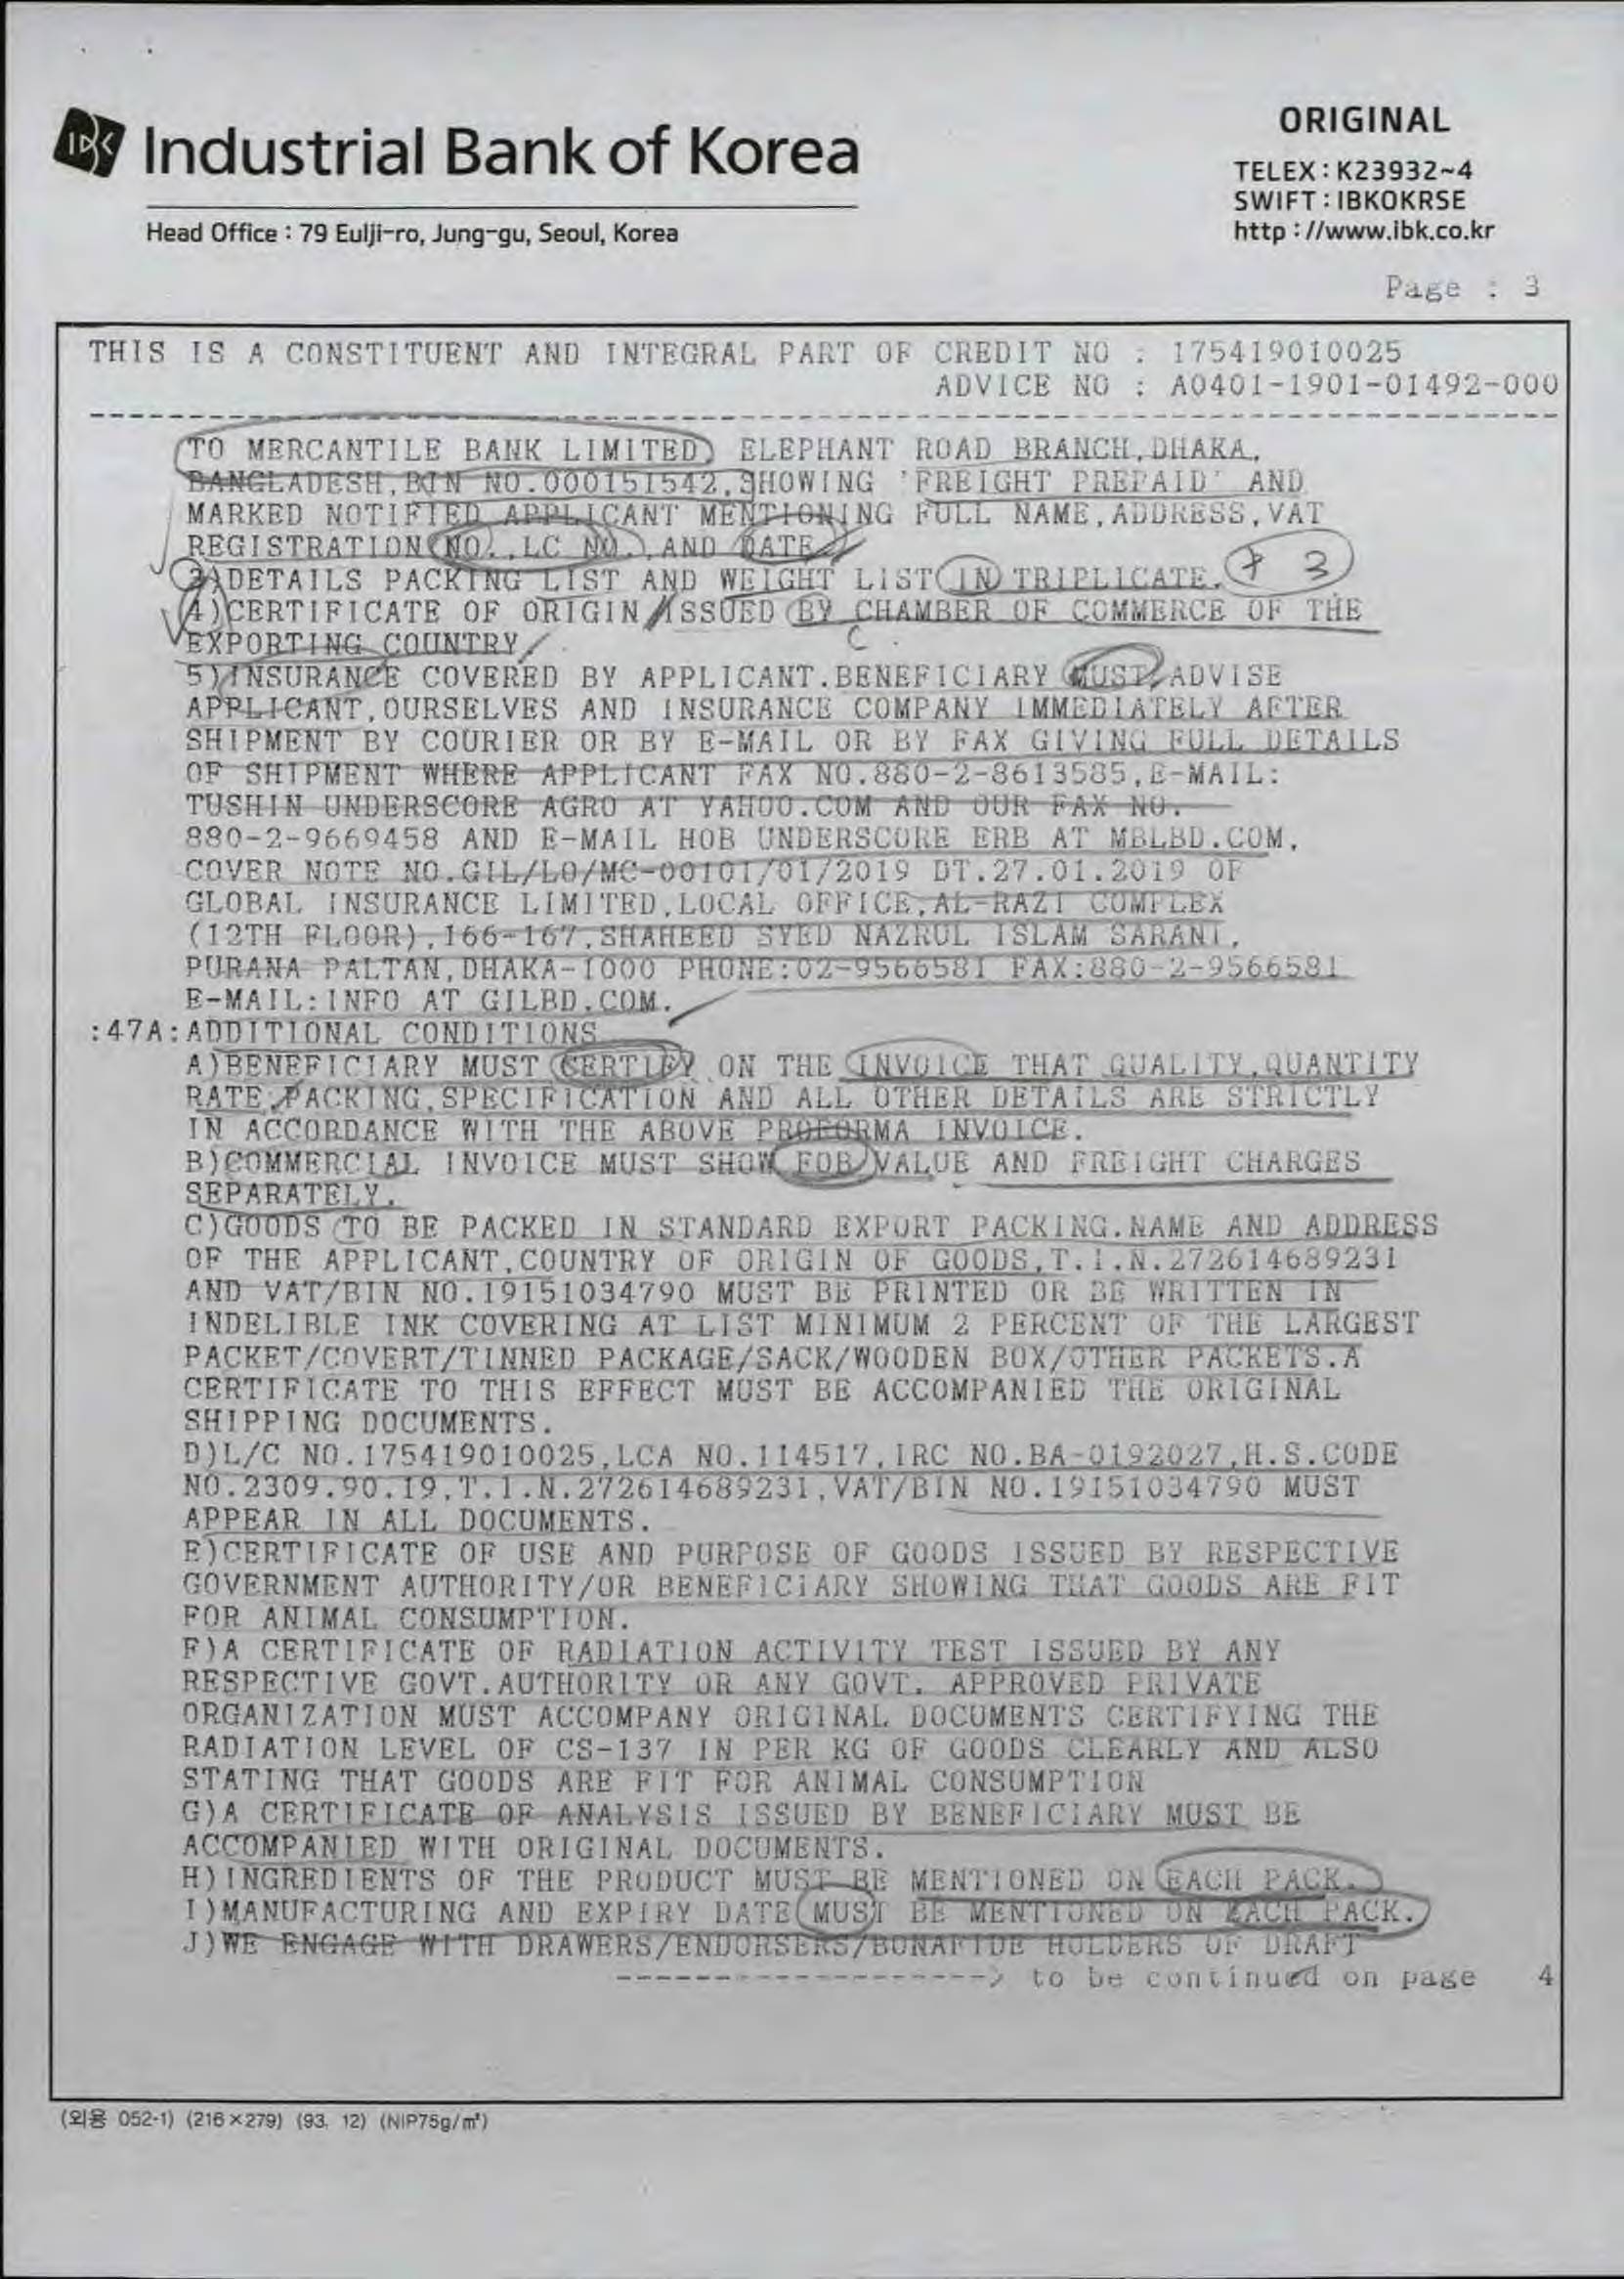 IBK Industrial Bank of Korea
Head Office : 79 Eulji-ro, Jung-gu, Seoul, Korea
ORIGINAL
TELEX : K23932~4
SWIFT : IBKOKRSE
http : //www.ibk.co.kr
Page : 3
THIS IS A CONSTITUENT AND INTEGRAL PART OF CREDIT NO : 175419010025
ADVICE NO : A0401-1901-01492-000
TO MERCANTILE BANK LIMITED, ELEPHANT ROAD BRANCH,DHAKA,
BANGLADESH,BIN NO.000151542,SHOWING 'FREIGHT PREPAID' AND
MARKED NOTIFIED APPLICANT MENTIONING FULL NAME,ADDRESS,VAT
REGISTRATION NO.,LC NO. AND DATE.
3)DETAILS PACKING LIST AND WEIGHT LIST IN TRIPLICATE. 3
4)CERTIFICATE OF ORIGIN ISSUED BY CHAMBER OF COMMERCE OF THE
EXPORTING COUNTRY.
5)INSURANCE COVERED BY APPLICANT.BENEFICIARY MUST ADVISE
APPLICANT,OURSELVES AND INSURANCE COMPANY IMMEDIATELY AFTER
SHIPMENT BY COURIER OR BY E-MAIL OR BY FAX GIVING FULL DETAILS
OF SHIPMENT WHERE APPLICANT FAX NO.880-2-8613585,E-MAIL:
TUSHIN UNDERSCORE AGRO AT YAHOO.COM AND OUR FAX NO.
880-2-9669458 AND E-MAIL HOB UNDERSCORE ERB AT MBLBD.COM.
COVER NOTE NO.GIL/LO/MC-00101/01/2019 DT.27.01.2019 OF
GLOBAL INSURANCE LIMITED,LOCAL OFFICE,AL-RAZI COMPLEX
(12TH FLOOR),166-167,SHAHEED SYED NAZRUL ISLAM SARANI,
PURANA PALTAN,DHAKA-1000 PHONE:02-9566581 FAX:880-2-9566581
E-MAIL:INFO AT GILBD.COM.
:47A:ADDITIONAL CONDITIONS
A)BENEFICIARY MUST CERTIFY ON THE INVOICE THAT QUALITY,QUANTITY
RATE,PACKING,SPECIFICATION AND ALL OTHER DETAILS ARE STRICTLY
IN ACCORDANCE WITH THE ABOVE PROFORMA INVOICE.
B)COMMERCIAL INVOICE MUST SHOW FOB VALUE AND FREIGHT CHARGES
SEPARATELY.
C)GOODS TO BE PACKED IN STANDARD EXPORT PACKING.NAME AND ADDRESS
OF THE APPLICANT,COUNTRY OF ORIGIN OF GOODS,T.I.N.272614689231
AND VAT/BIN NO.19151034790 MUST BE PRINTED OR BE WRITTEN IN
INDELIBLE INK COVERING AT LIST MINIMUM 2 PERCENT OF THE LARGEST
PACKET/COVERT/TINNED PACKAGE/SACK/WOODEN BOX/OTHER PACKETS.A
CERTIFICATE TO THIS EFFECT MUST BE ACCOMPANIED THE ORIGINAL
SHIPPING DOCUMENTS.
D)L/C NO.175419010025,LCA NO.114517,IRC NO.BA-0192027,H.S.CODE
NO.2309.90.19,T.I.N.272614689231,VAT/BIN NO.19151034790 MUST
APPEAR IN ALL DOCUMENTS.
E)CERTIFICATE OF USE AND PURPOSE OF GOODS ISSUED BY RESPECTIVE
GOVERNMENT AUTHORITY/OR BENEFICIARY SHOWING THAT GOODS ARE FIT
FOR ANIMAL CONSUMPTION.
F)A CERTIFICATE OF RADIATION ACTIVITY TEST ISSUED BY ANY
RESPECTIVE GOVT.AUTHORITY OR ANY GOVT. APPROVED PRIVATE
ORGANIZATION MUST ACCOMPANY ORIGINAL DOCUMENTS CERTIFYING THE
RADIATION LEVEL OF CS-137 IN PER KG OF GOODS CLEARLY AND ALSO
STATING THAT GOODS ARE FIT FOR ANIMAL CONSUMPTION
G)A CERTIFICATE OF ANALYSIS ISSUED BY BENEFICIARY MUST BE
ACCOMPANIED WITH ORIGINAL DOCUMENTS.
H)INGREDIENTS OF THE PRODUCT MUST BE MENTIONED ON EACH PACK.
I)MANUFACTURING AND EXPIRY DATE MUST BE MENTIONED ON EACH PACK.
J)WE ENGAGE WITH DRAWERS/ENDORSERS/BONAFIDE HOLDERS OF DRAFT
-------------------> to be continued on page 4
(외용 052-1) (216×279) (93. 12) (NIP75g/㎡)